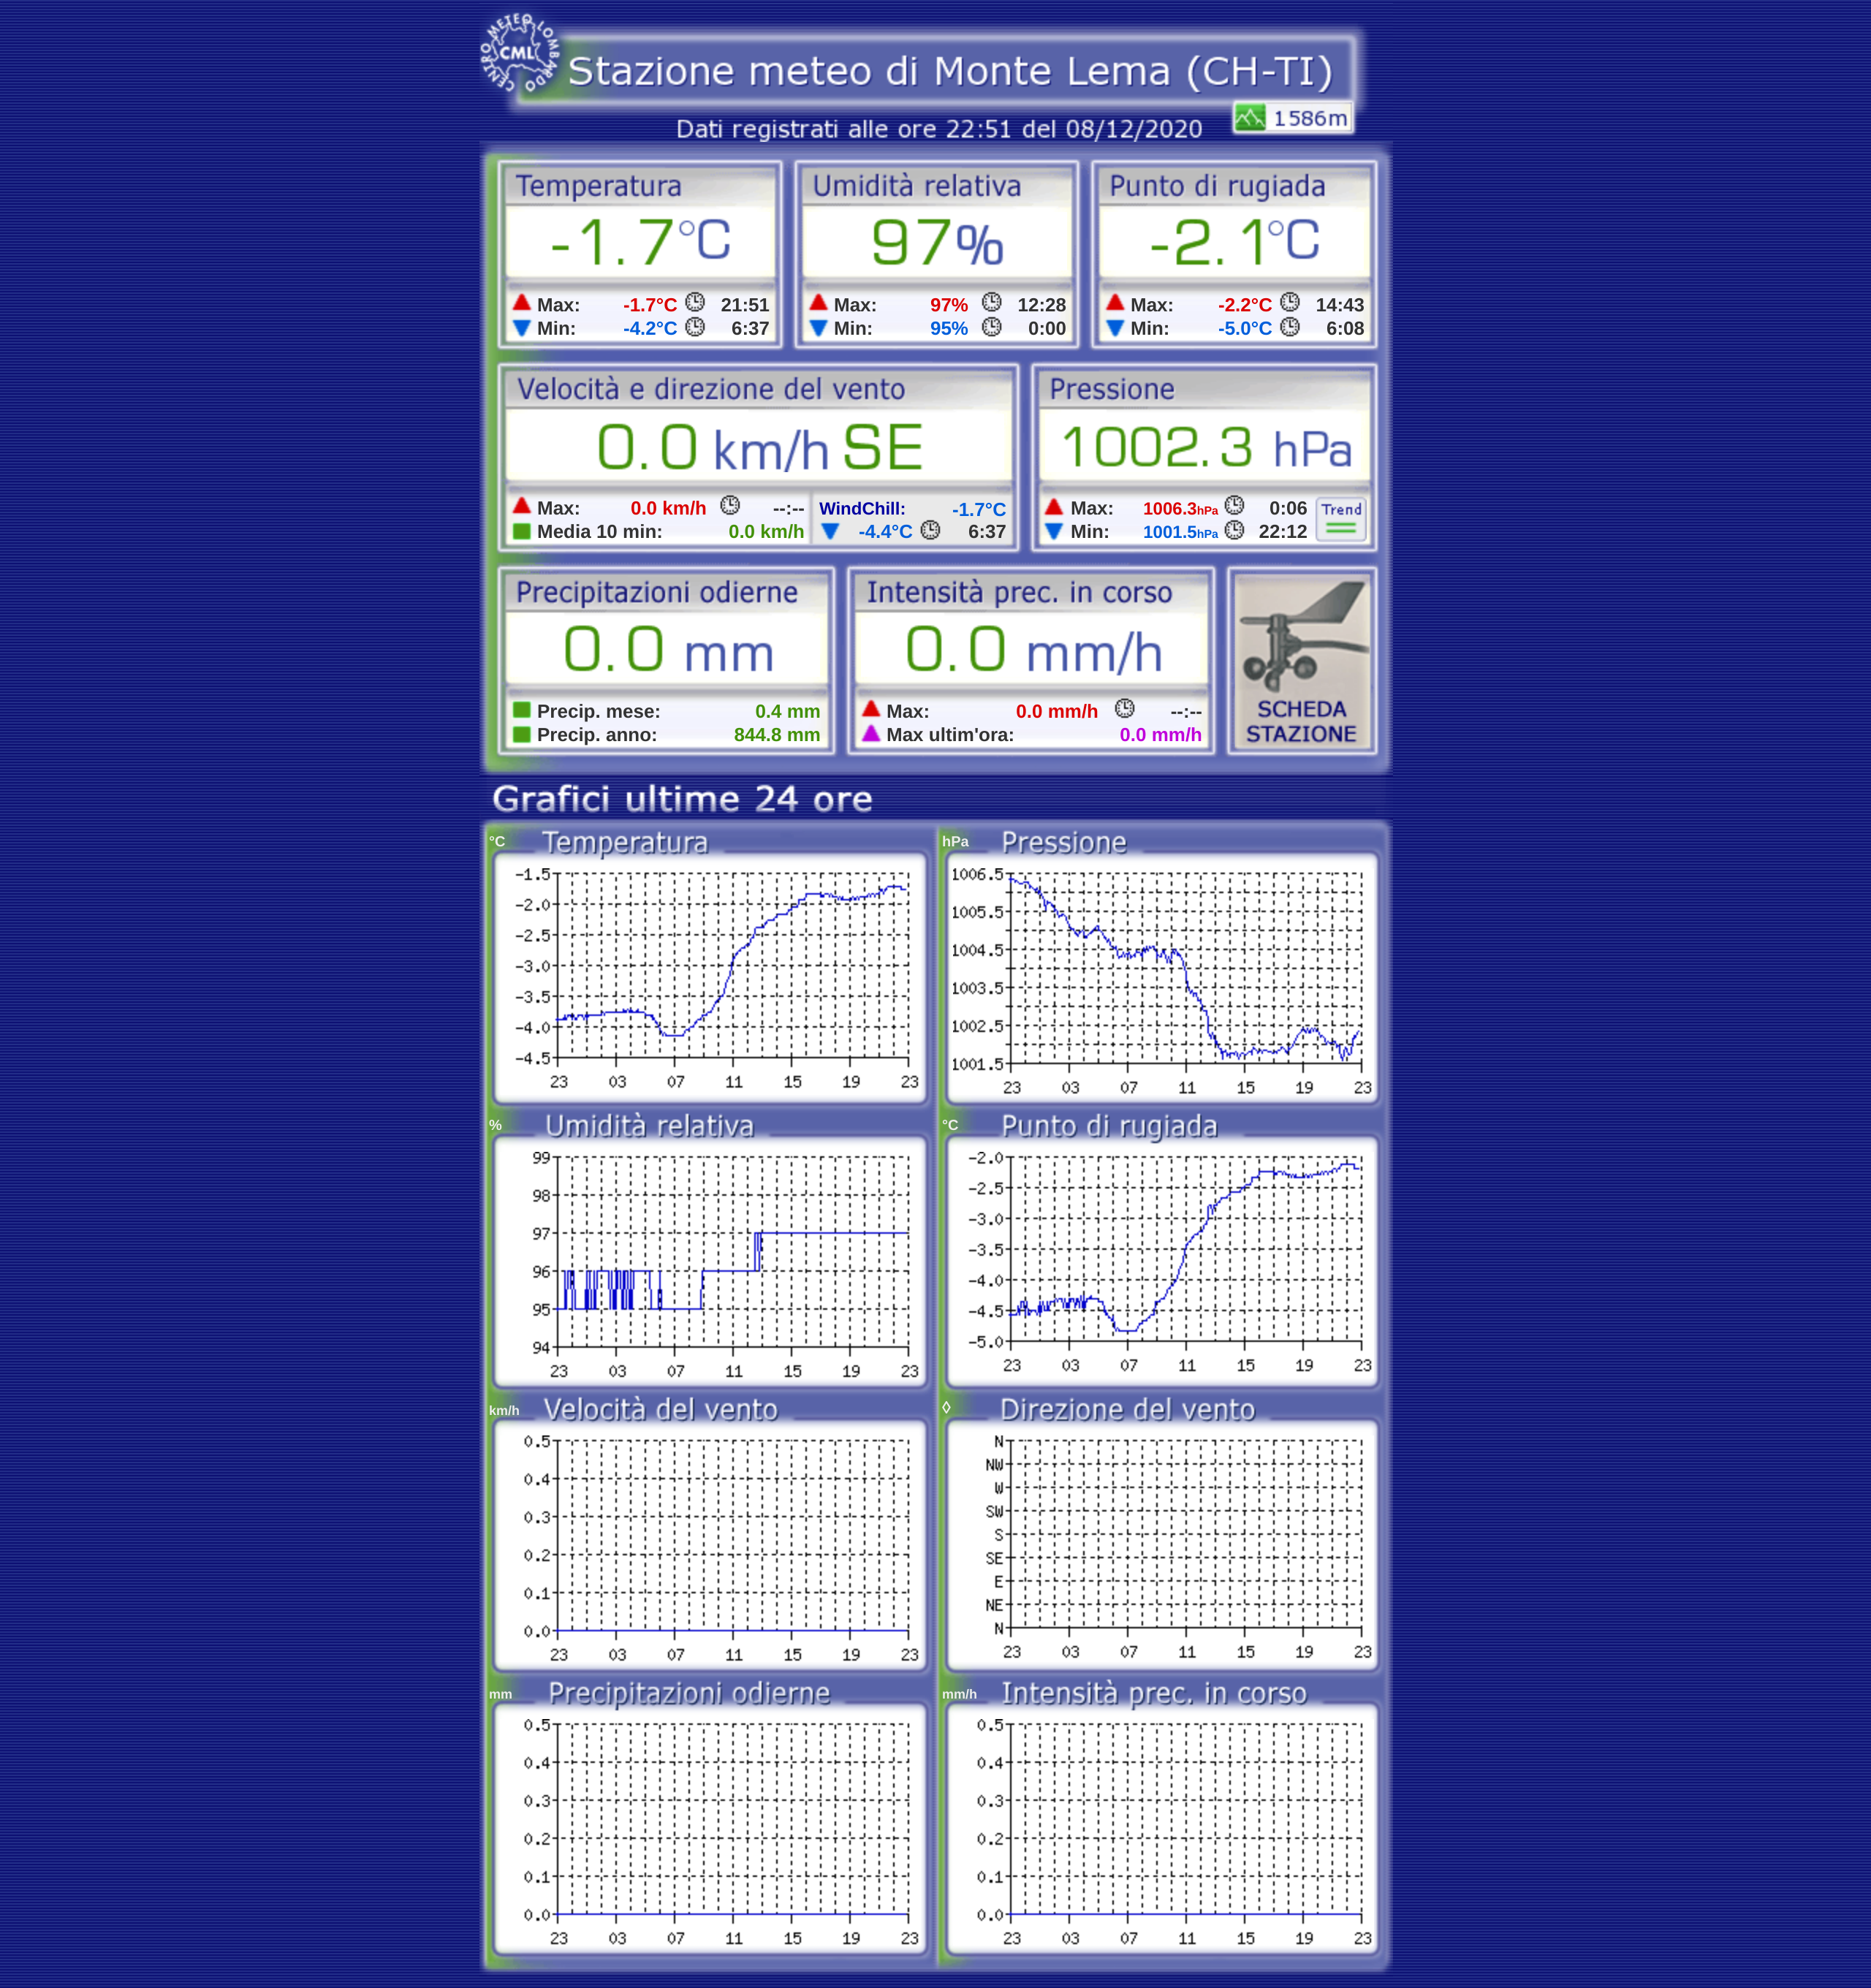 CENTRO METEO LOMBARDO
CML
Stazione meteo di Monte Lema (CH-TI)
1586m
Dati registrati alle ore 22:51 del 08/12/2020
Temperatura
-1.7°C
Max: -1.7°C 21:51
Min: -4.2°C 6:37
Umidità relativa
97%
Max: 97% 12:28
Min: 95% 0:00
Punto di rugiada
-2.1°C
Max: -2.2°C 14:43
Min: -5.0°C 6:08
Velocità e direzione del vento
0.0 km/h SE
Max: 0.0 km/h --:--
Media 10 min: 0.0 km/h
WindChill: -1.7°C
-4.4°C 6:37
Pressione
1002.3 hPa
Max: 1006.3hPa 0:06
Min: 1001.5hPa 22:12
Trend
Precipitazioni odierne
0.0 mm
Precip. mese: 0.4 mm
Precip. anno: 844.8 mm
Intensità prec. in corso
0.0 mm/h
Max: 0.0 mm/h --:--
Max ultim'ora: 0.0 mm/h
SCHEDA
STAZIONE
Grafici ultime 24 ore
°C Temperatura
-1.5
-2.0
-2.5
-3.0
-3.5
-4.0
-4.5
23 03 07 11 15 19 23
hPa Pressione
1006.5
1005.5
1004.5
1003.5
1002.5
1001.5
23 03 07 11 15 19 23
% Umidità relativa
99
98
97
96
95
94
23 03 07 11 15 19 23
°C Punto di rugiada
-2.0
-2.5
-3.0
-3.5
-4.0
-4.5
-5.0
23 03 07 11 15 19 23
km/h Velocità del vento
0.5
0.4
0.3
0.2
0.1
0.0
23 03 07 11 15 19 23
◊ Direzione del vento
N
NW
W
SW
S
SE
E
NE
N
23 03 07 11 15 19 23
mm Precipitazioni odierne
0.5
0.4
0.3
0.2
0.1
0.0
23 03 07 11 15 19 23
mm/h Intensità prec. in corso
0.5
0.4
0.3
0.2
0.1
0.0
23 03 07 11 15 19 23